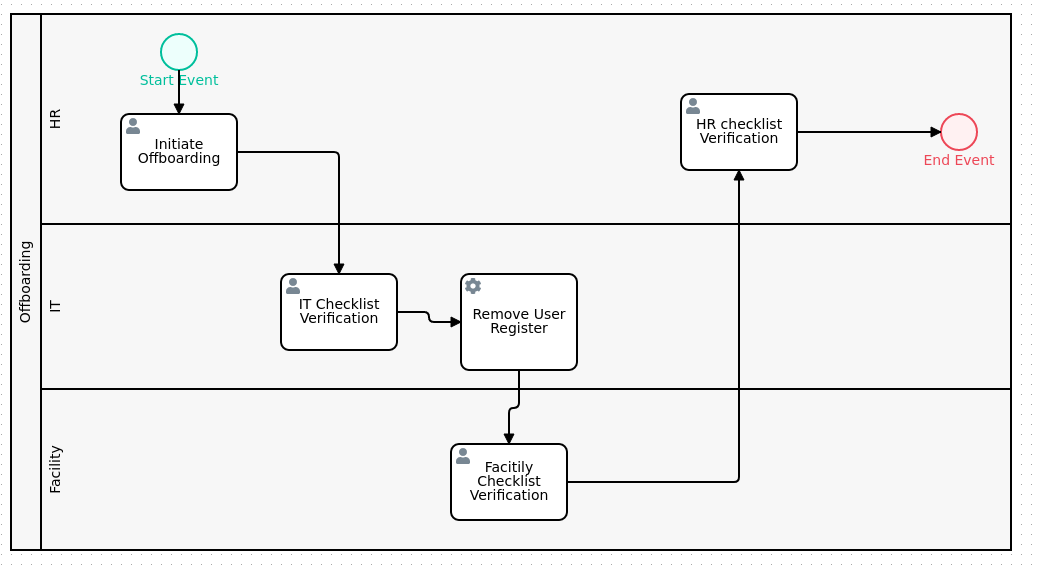 Offboarding
HR
Start Event
Initiate
Offboarding
HR checklist
Verification
End Event
IT
IT Checklist
Verification
Remove User
Register
Facility
Facitily
Checklist
Verification